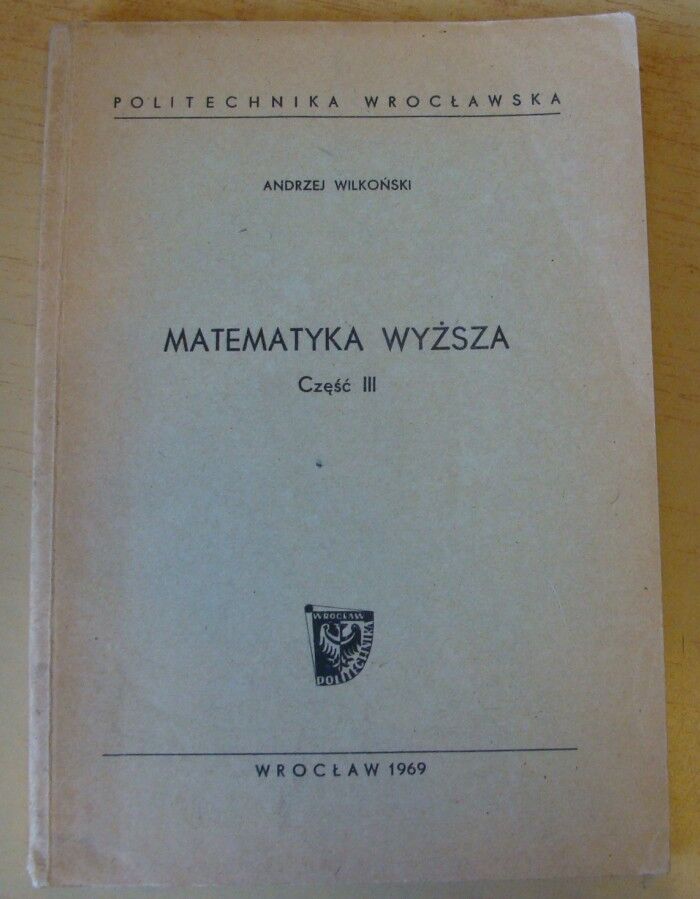 POLITECHNIKA WROCŁAWSKA
ANDRZEJ WILKOŃSKI
MATEMATYKA WYŻSZA
Część III
WROCŁAW
POLITECHNIKA
WROCŁAW 1969